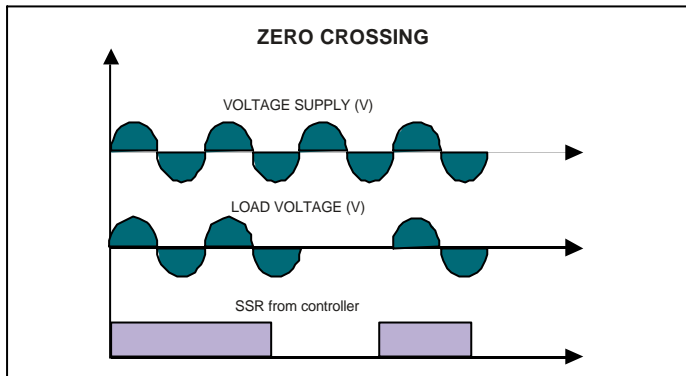 ZERO CROSSING
VOLTAGE SUPPLY (V)
LOAD VOLTAGE (V)
SSR from controller